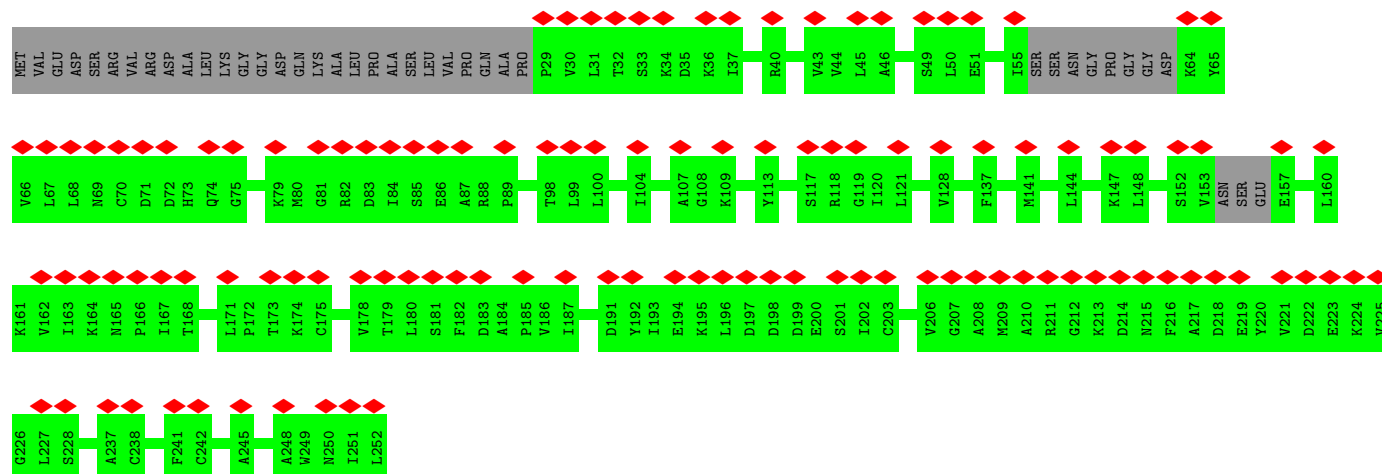 MET VAL GLU ASP SER ARG VAL ARG ASP ALA LEU LYS GLY GLY ASP GLN LYS ALA LEU PRO ALA SER LEU VAL PRO GLN ALA PRO P29 V30 L31 T32 S33 K34 D35 K36 I37 R40 V43 V44 L45 A46 S49 L50 E51 I55 SER SER ASN GLY PRO GLY GLY ASP K64 Y65
V66 L67 L68 N69 C70 D71 D72 H73 Q74 G75 K79 M80 G81 R82 D83 I84 S85 E86 A87 R88 P89 T98 L99 L100 I104 A107 G108 K109 Y113 S117 R118 G119 I120 L121 V128 F137 M141 L144 K147 L148 S152 V153 ASN SER GLU E157 L160
K161 V162 I163 K164 N165 P166 I167 T168 L171 P172 T173 K174 C175 V178 T179 L180 S181 F182 D183 A184 P185 V186 I187 D191 Y192 I193 E194 K195 L196 D197 D198 D199 E200 S201 I202 C203 V206 G207 A208 M209 A210 R211 G212 K213 D214 N215 F216 A217 D218 E219 Y220 V221 D222 E223 K224 V225
G226 L227 S228 A237 C238 F241 C242 A245 A248 W249 N250 I251 L252